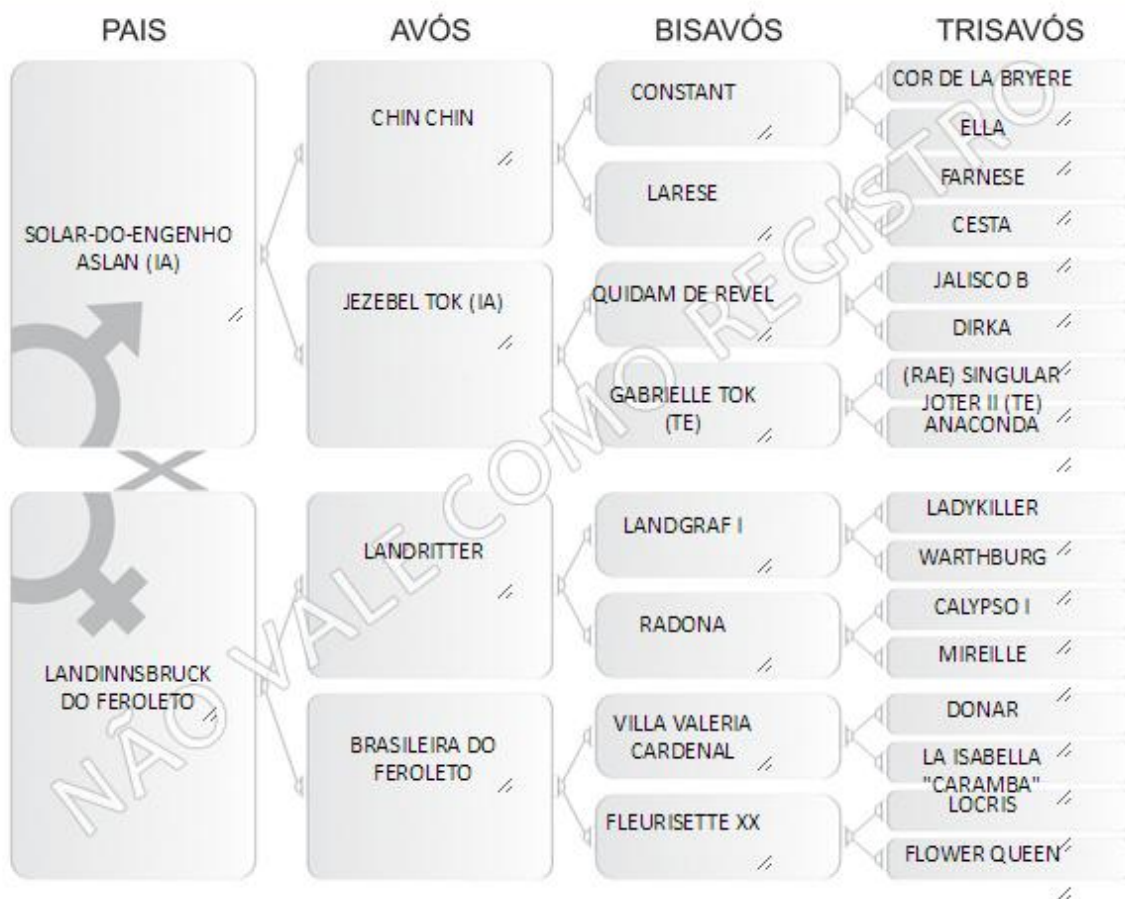 PAIS AVÓS BISAVÓS TRISAVÓS
SOLAR-DO-ENGENHO
ASLAN (IA)
CHIN CHIN
CONSTANT
COR DE LA BRYERE
ELLA
LARESE
FARNESE
CESTA
JEZEBEL TOK (IA)
QUIDAM DE REVEL
JALISCO B
DIRKA
GABRIELLE TOK
(TE)
(RAE) SINGULAR
JOTER II (TE)
ANACONDA
LANDINNSBRUCK
DO FEROLETO
LANDRITTER
LANDGRAF I
LADYKILLER
WARTHBURG
RADONA
CALYPSO I
MIREILLE
BRASILEIRA DO
FEROLETO
VILLA VALERIA
CARDENAL
DONAR
LA ISABELLA
"CARAMBA"
FLEURISETTE XX
LOCRIS
FLOWER QUEEN
NÃO VALE COMO REGISTRO